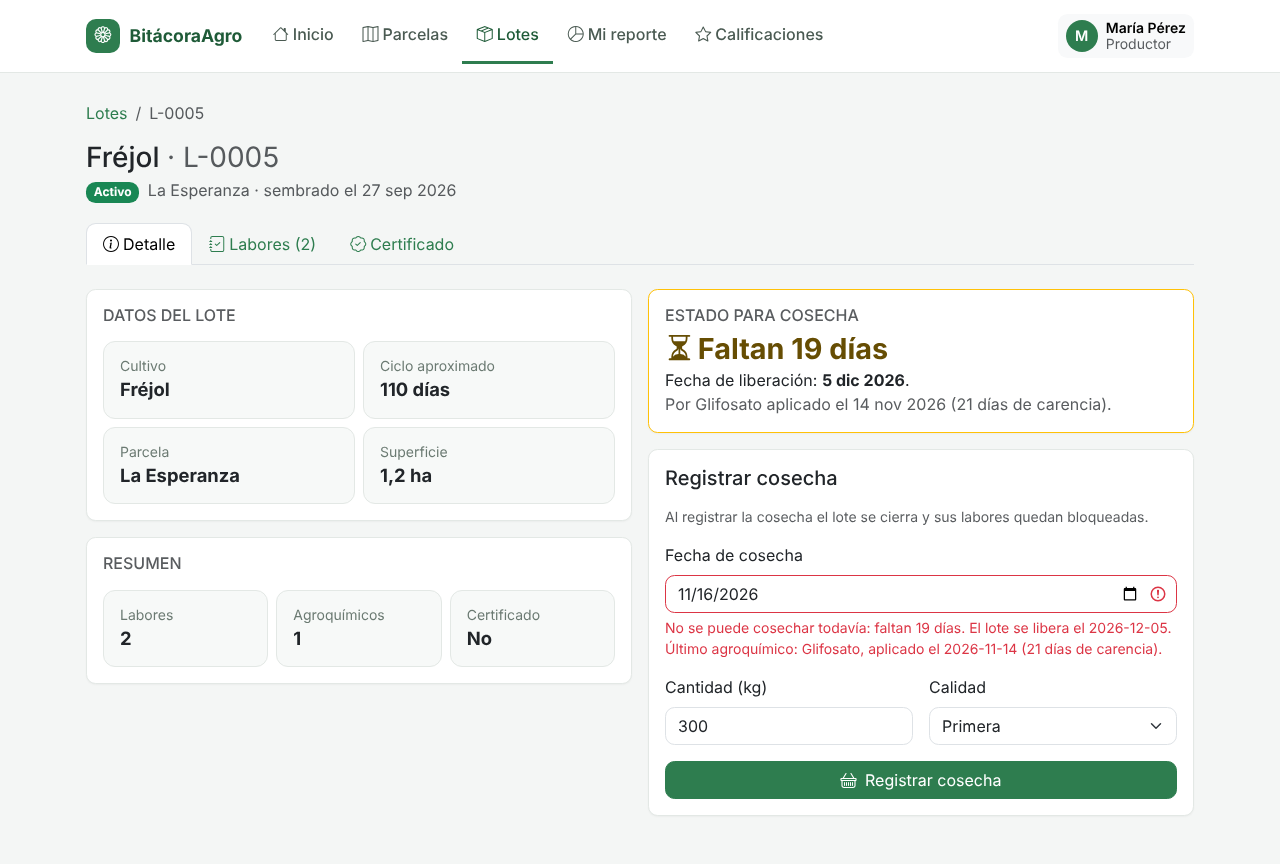 BitácoraAgro
Inicio
Parcelas
Lotes
Mi reporte
Calificaciones
M
María Pérez
Productor
Lotes / L-0005
Fréjol · L-0005
Activo La Esperanza · sembrado el 27 sep 2026
Detalle
Labores (2)
Certificado
DATOS DEL LOTE
Cultivo
Fréjol
Ciclo aproximado
110 días
Parcela
La Esperanza
Superficie
1,2 ha
RESUMEN
Labores
2
Agroquímicos
1
Certificado
No
ESTADO PARA COSECHA
Faltan 19 días
Fecha de liberación: 5 dic 2026.
Por Glifosato aplicado el 14 nov 2026 (21 días de carencia).
Registrar cosecha
Al registrar la cosecha el lote se cierra y sus labores quedan bloqueadas.
Fecha de cosecha
11/16/2026
No se puede cosechar todavía: faltan 19 días. El lote se libera el 2026-12-05.
Último agroquímico: Glifosato, aplicado el 2026-11-14 (21 días de carencia).
Cantidad (kg)
300
Calidad
Primera
Registrar cosecha